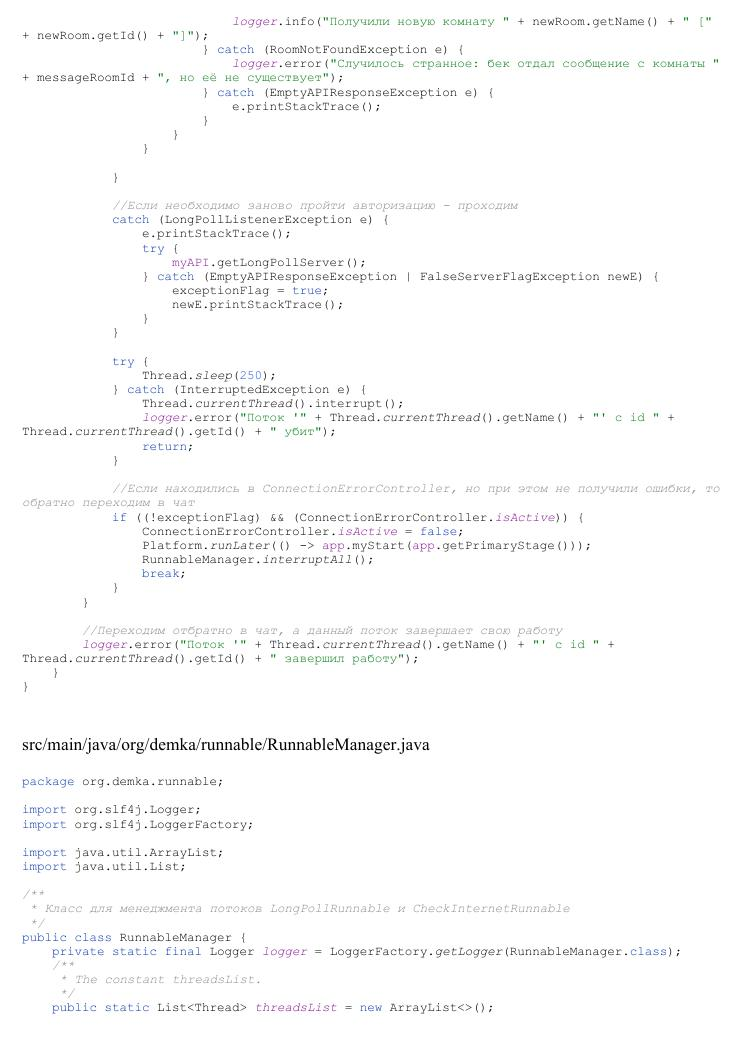 logger.info("Получили новую комнату " + newRoom.getName() + " ["
+ newRoom.getId() + "]");
} catch (RoomNotFoundException e) {
logger.error("Случилось странное: бек отдал сообщение с комнаты "
+ messageRoomId + ", но её не существует");
} catch (EmptyAPIResponseException e) {
e.printStackTrace();
}
}
}
}
//Если необходимо заново пройти авторизацию - проходим
catch (LongPollListenerException e) {
e.printStackTrace();
try {
myAPI.getLongPollServer();
} catch (EmptyAPIResponseException | FalseServerFlagException newE) {
exceptionFlag = true;
newE.printStackTrace();
}
}
try {
Thread.sleep(250);
} catch (InterruptedException e) {
Thread.currentThread().interrupt();
logger.error("Поток '" + Thread.currentThread().getName() + "' с id " +
Thread.currentThread().getId() + " убит");
return;
}
//Если находились в ConnectionErrorController, но при этом не получили ошибки, то
обратно переходим в чат
if ((!exceptionFlag) && (ConnectionErrorController.isActive)) {
ConnectionErrorController.isActive = false;
Platform.runLater(() -> app.myStart(app.getPrimaryStage()));
RunnableManager.interruptAll();
break;
}
}
//Переходим отбратно в чат, а данный поток завершает свою работу
logger.error("Поток '" + Thread.currentThread().getName() + "' с id " +
Thread.currentThread().getId() + " завершил работу");
}
}
src/main/java/org/demka/runnable/RunnableManager.java
package org.demka.runnable;
import org.slf4j.Logger;
import org.slf4j.LoggerFactory;
import java.util.ArrayList;
import java.util.List;
/**
* Класс для менеджмента потоков LongPollRunnable и CheckInternetRunnable
*/
public class RunnableManager {
private static final Logger logger = LoggerFactory.getLogger(RunnableManager.class);
/**
* The constant threadsList.
*/
public static List<Thread> threadsList = new ArrayList<>();